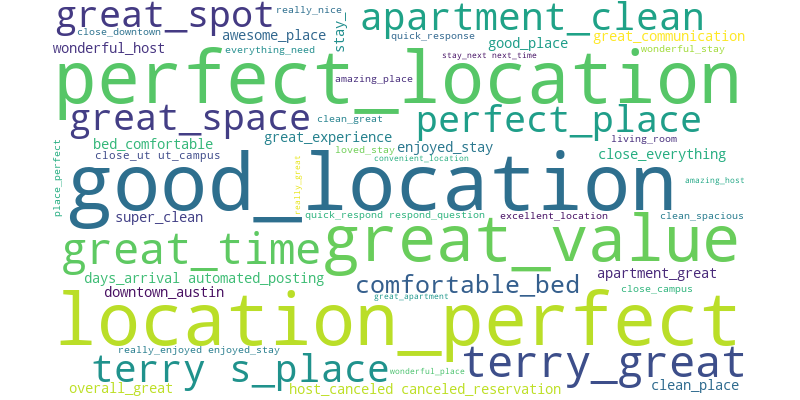 great_spot
really_nice
stay_
apartment_clean
close_downtown
awesome_place
quick_response
great_communication
wonderful_host
everything_need
good_place
wonderful_stay
stay_next next_time
perfect_location
amazing_place
great_space
clean_great
perfect_place
great_experience
living_room
bed_comfortable
loved_stay
enjoyed_stay
close_ut ut_campus
convenient_location
close_everything
place_perfect
good_location
really_great
amazing_host
super_clean
quick_respond respond_question
excellent_location
clean_spacious
great_time
great_value
days_arrival automated_posting
comfortable_bed
apartment_great
downtown_austin
great_apartment
close_campus
location_perfect
really_enjoyed enjoyed_stay
terry s_place
wonderful_place
terry_great
overall_great
host_canceled canceled_reservation
clean_place